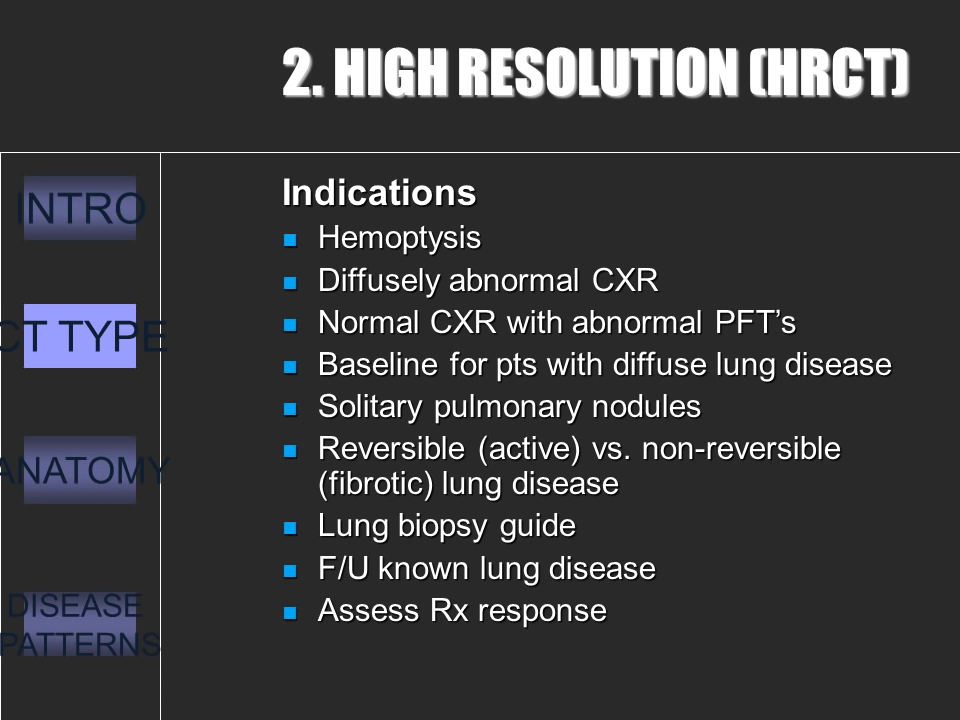 2. HIGH RESOLUTION (HRCT)
INTRO
CT TYPE
ANATOMY
DISEASE
PATTERNS
Indications
Hemoptysis
Diffusely abnormal CXR
Normal CXR with abnormal PFT’s
Baseline for pts with diffuse lung disease
Solitary pulmonary nodules
Reversible (active) vs. non-reversible
(fibrotic) lung disease
Lung biopsy guide
F/U known lung disease
Assess Rx response